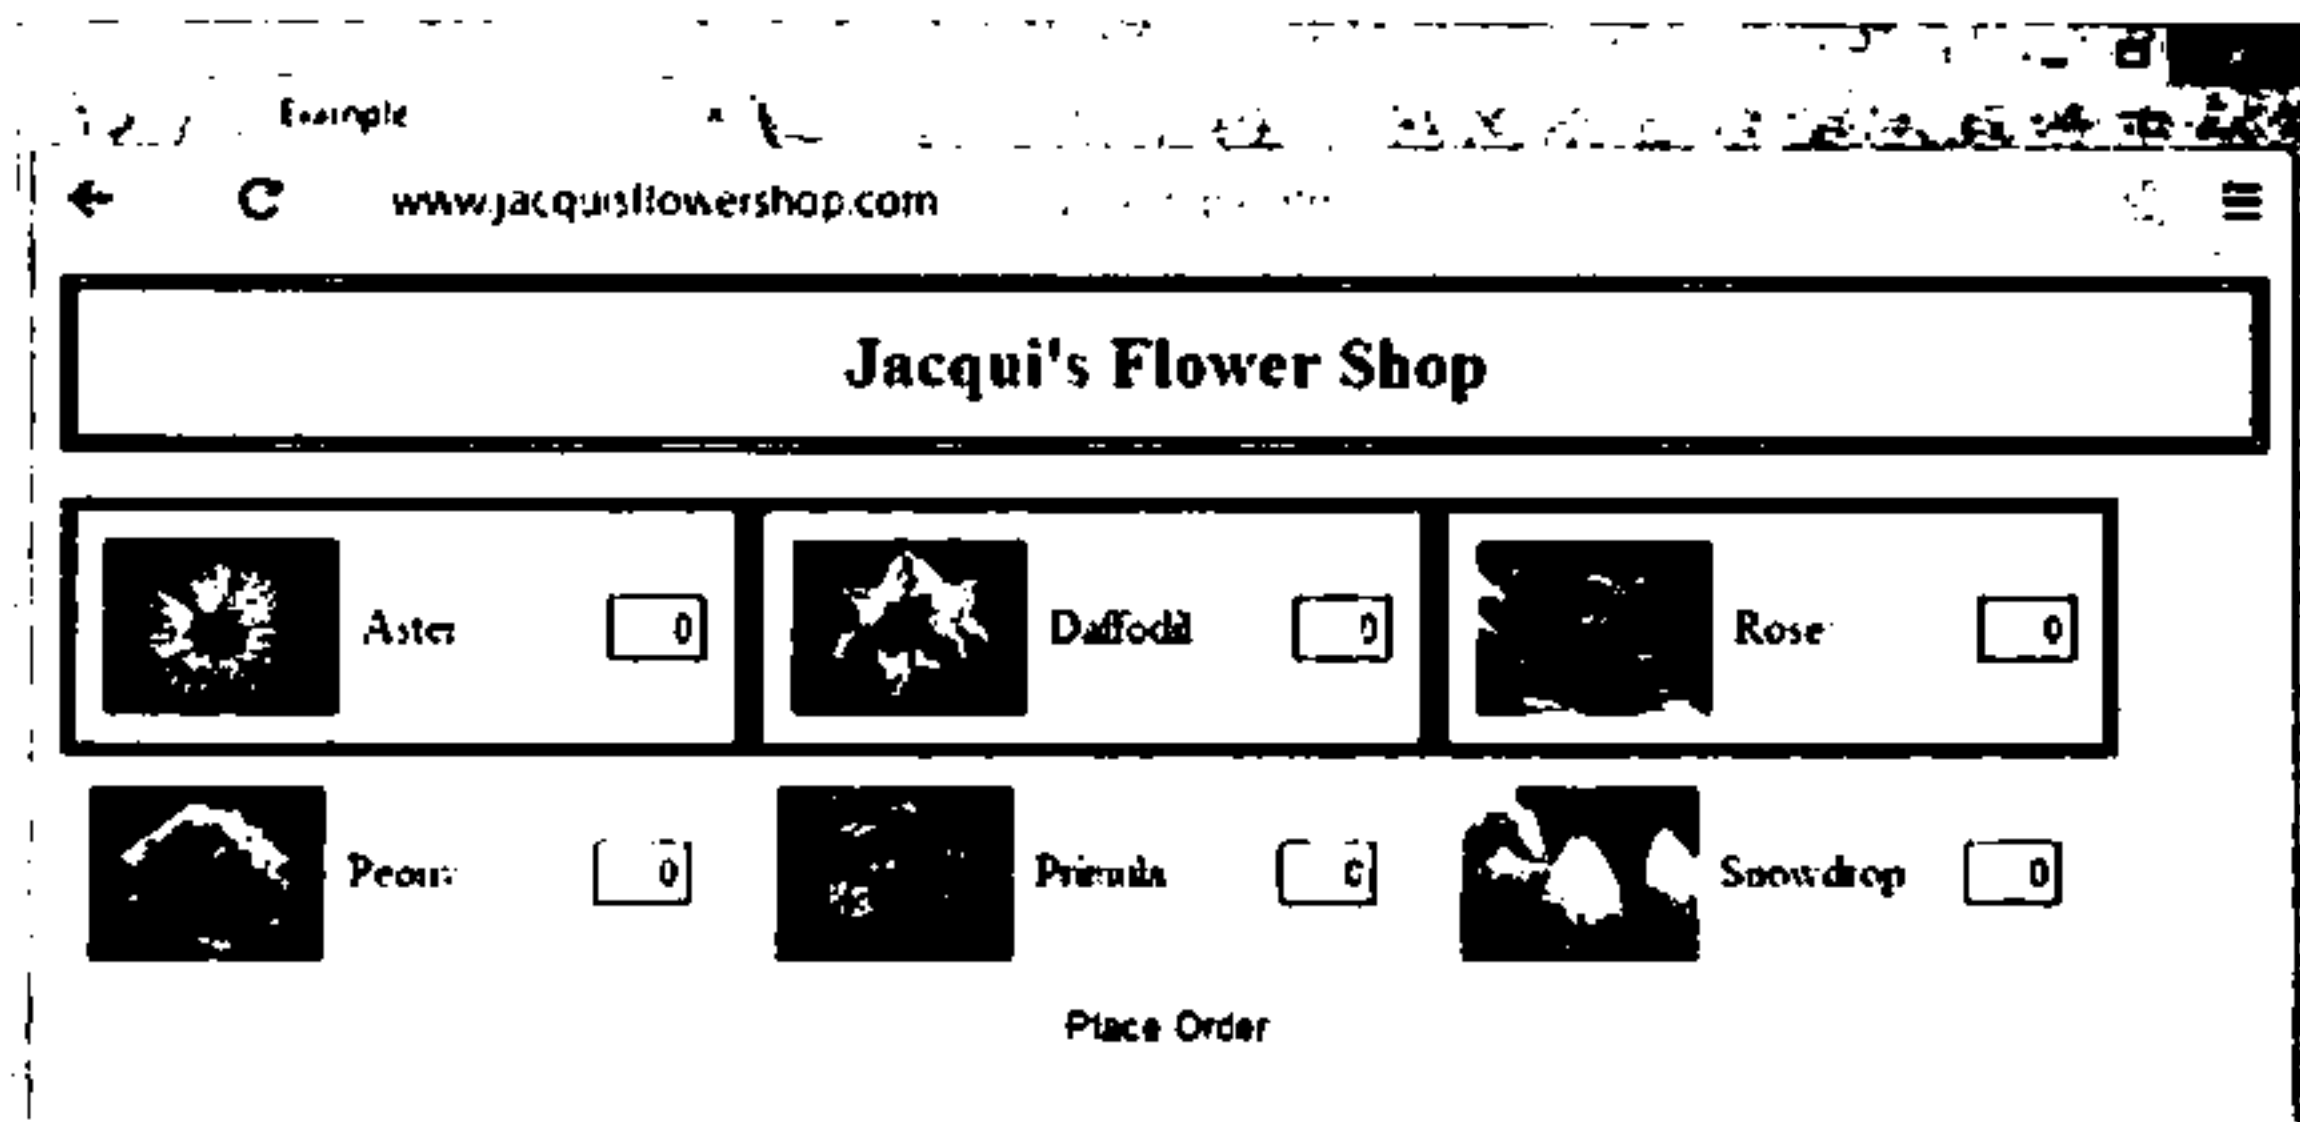 Example
www.jacquisflowershop.com
Jacqui's Flower Shop
Aster 0 Daffodil 0 Rose 0
Peony 0 Primula 0 Snowdrop 0
Place Order